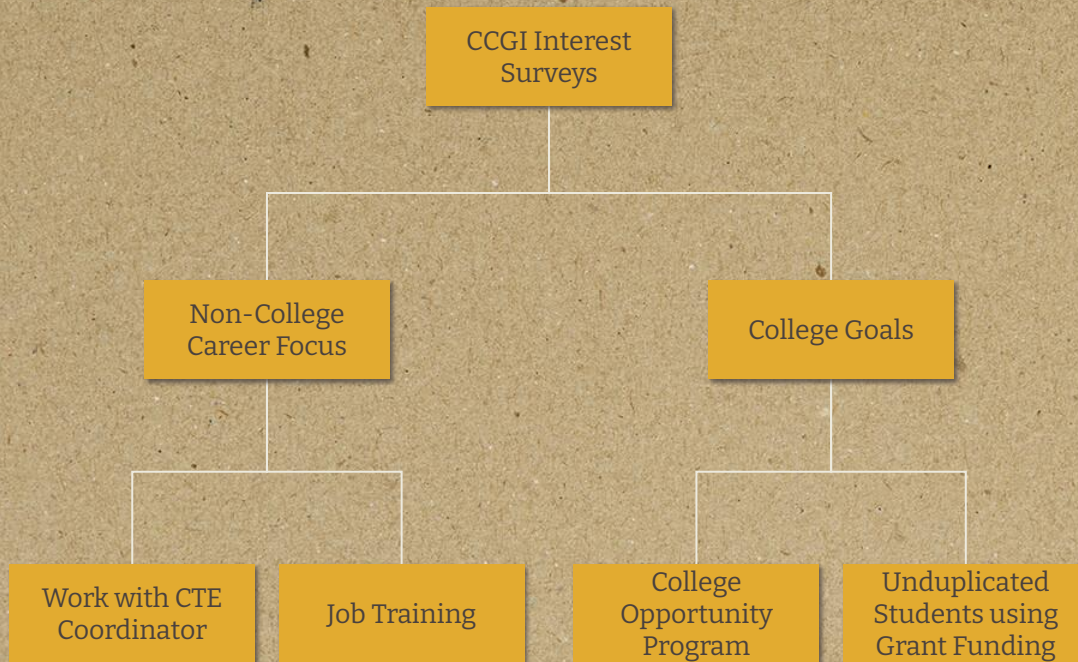 CCGI Interest
Surveys
Non-College
Career Focus
College Goals
Work with CTE
Coordinator
Job Training
College
Opportunity
Program
Unduplicated
Students using
Grant Funding